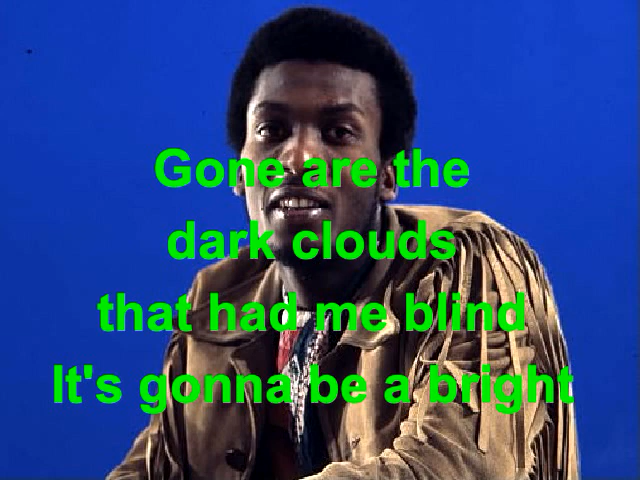 Gone are the
dark clouds
that had me blind
It's gonna be a bright